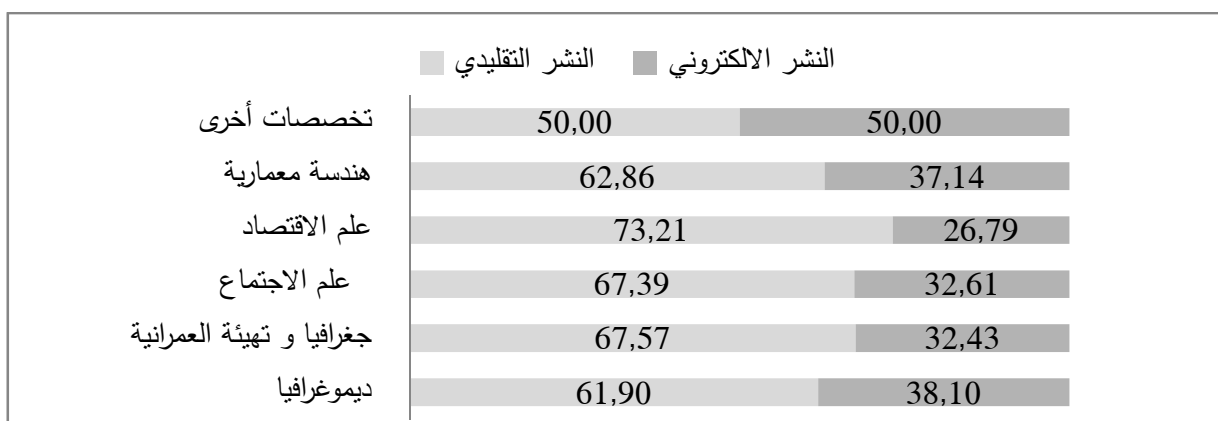 النشر التقليدي النشر الالكتروني
تخصصات أخرى 50,00 50,00
هندسة معمارية 62,86 37,14
علم الاقتصاد 73,21 26,79
علم الاجتماع 67,39 32,61
جغرافيا و تهيئة العمرانية 67,57 32,43
ديموغرافيا 61,90 38,10